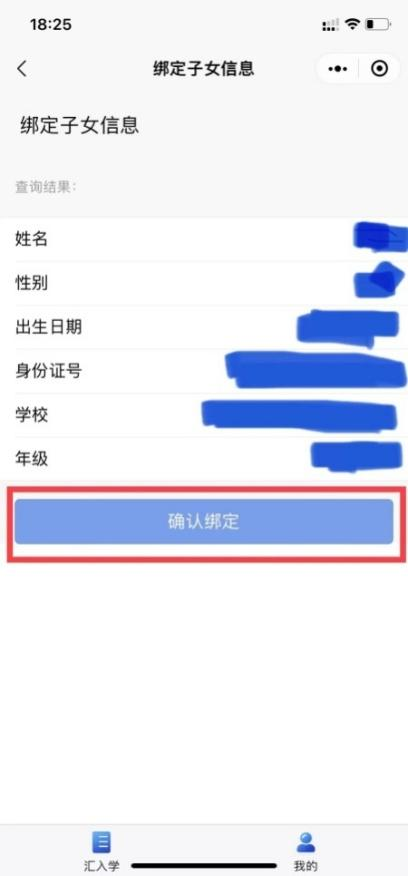 18:25
绑定子女信息
绑定子女信息
查询结果:
姓名
性别
出生日期
身份证号
学校
年级
确认绑定
汇入学
我的